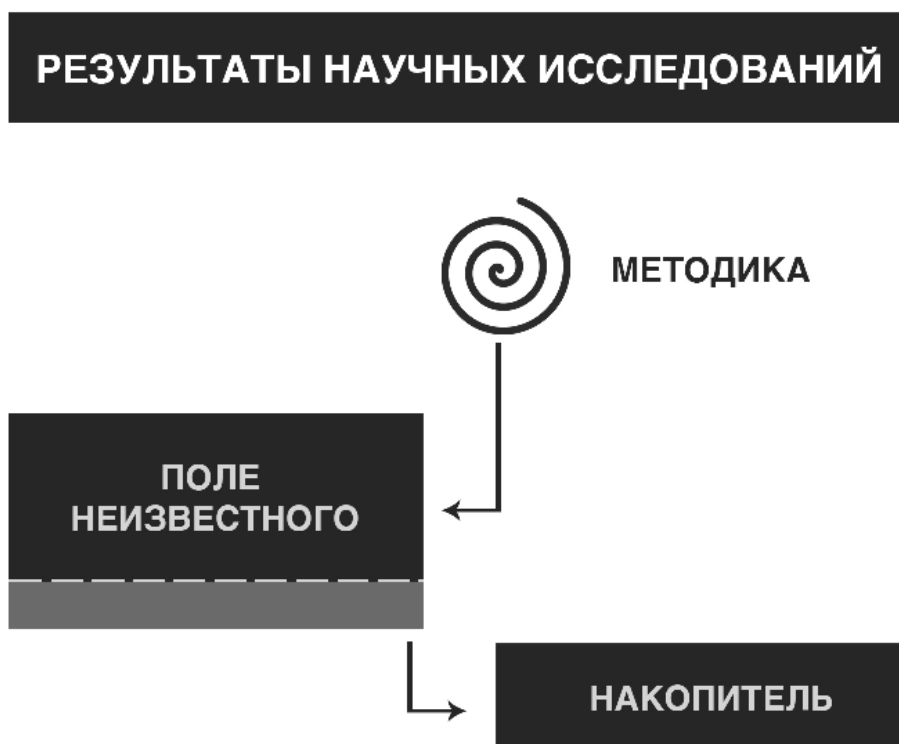 РЕЗУЛЬТАТЫ НАУЧНЫХ ИССЛЕДОВАНИЙ
МЕТОДИКА
ПОЛЕ
НЕИЗВЕСТНОГО
НАКОПИТЕЛЬ